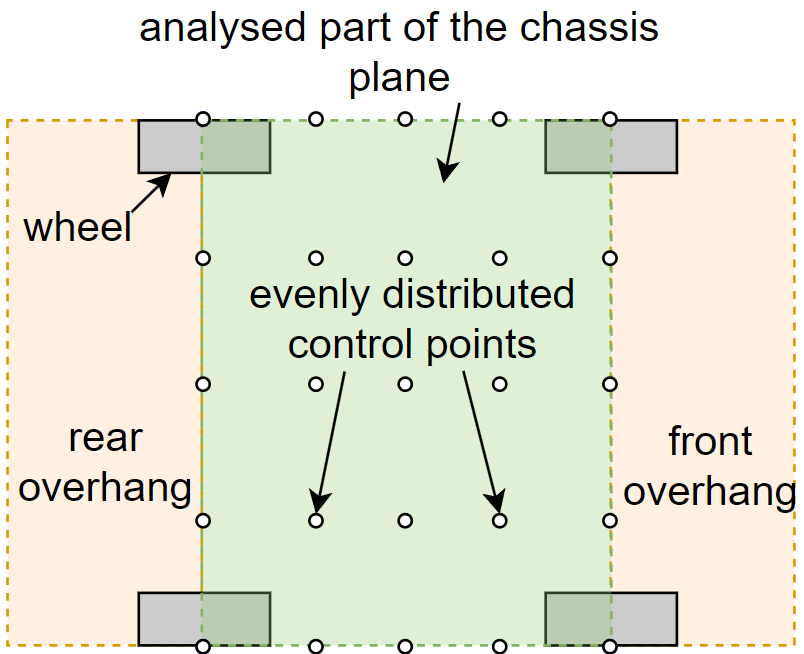 analysed part of the chassis
plane
wheel
evenly distributed
control points
rear
overhang
front
overhang